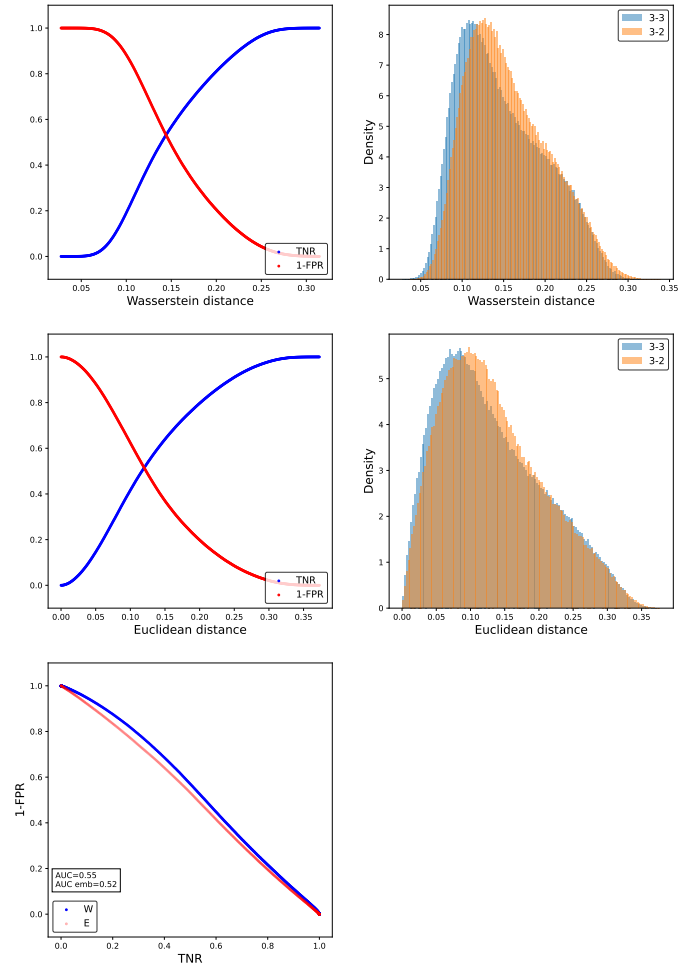 1.0
0.8
0.6
0.4
0.2
0.0
0.05 0.10 0.15 0.20 0.25 0.30
Wasserstein distance
TNR
1-FPR
8
7
6
5
4
3
2
1
0
Density
0.05 0.10 0.15 0.20 0.25 0.30 0.35
Wasserstein distance
3-3
3-2
1.0
0.8
0.6
0.4
0.2
0.0
0.00 0.05 0.10 0.15 0.20 0.25 0.30 0.35
Euclidean distance
TNR
1-FPR
5
4
3
2
1
0
Density
0.00 0.05 0.10 0.15 0.20 0.25 0.30 0.35
Euclidean distance
3-3
3-2
1.0
0.8
0.6
0.4
0.2
0.0
1-FPR
AUC=0.55
AUC emb=0.52
W
E
0.0 0.2 0.4 0.6 0.8 1.0
TNR